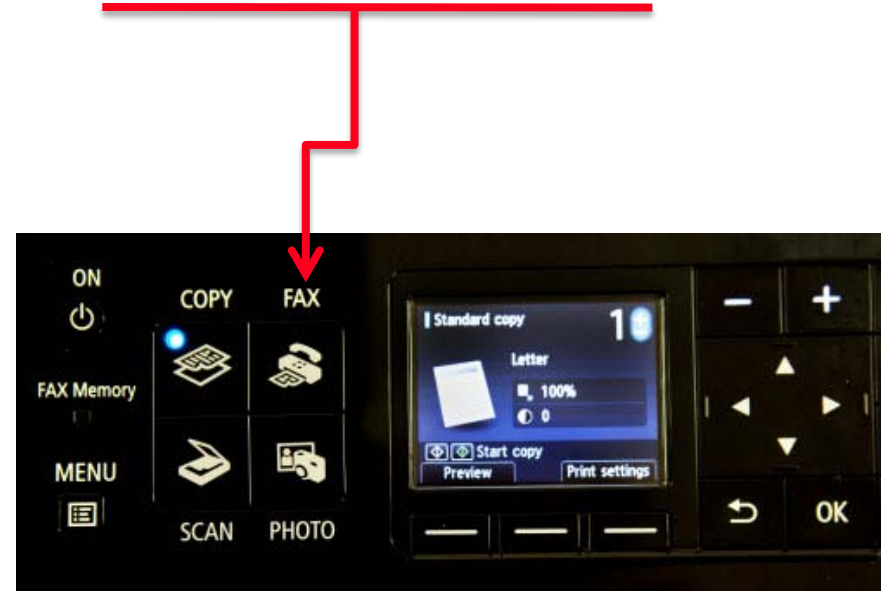 ON
COPY FAX
FAX Memory
MENU
SCAN PHOTO
Standard copy 1
Letter
100%
0
Start copy
Preview Print settings
- +
OK